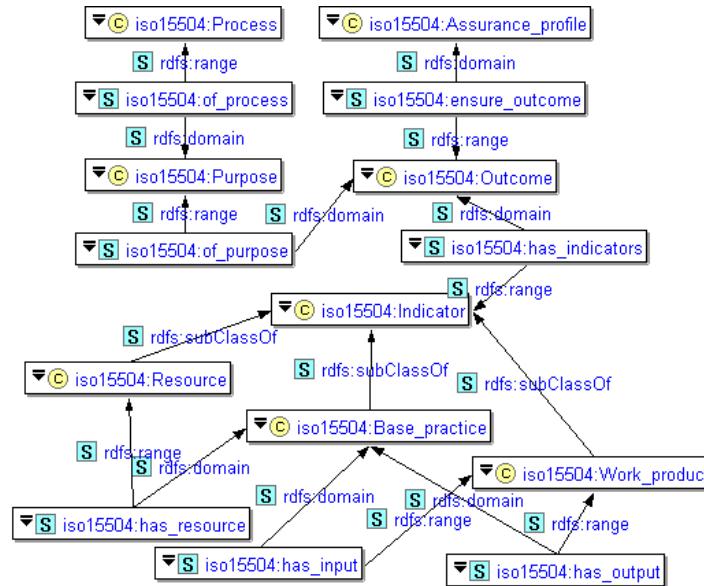 C iso15504:Process
C iso15504:Assurance_profile
S rdfs:range
S rdfs:domain
S iso15504:of_process
S iso15504:ensure_outcome
S rdfs:domain
S rdfs:range
C iso15504:Purpose
C iso15504:Outcome
S rdfs:range
S rdfs:domain
S rdfs:domain
S iso15504:of_purpose
S iso15504:has_indicators
S rdfs:range
C iso15504:Indicator
S rdfs:subClassOf
S rdfs:subClassOf
S rdfs:subClassOf
C iso15504:Resource
C iso15504:Base_practice
S rdfs:range
S rdfs:domain
C iso15504:Work_produc
S rdfs:domain
S rdfs:domain
S rdfs:range
S iso15504:has_resource
S iso15504:has_input
S rdfs:range
S iso15504:has_output